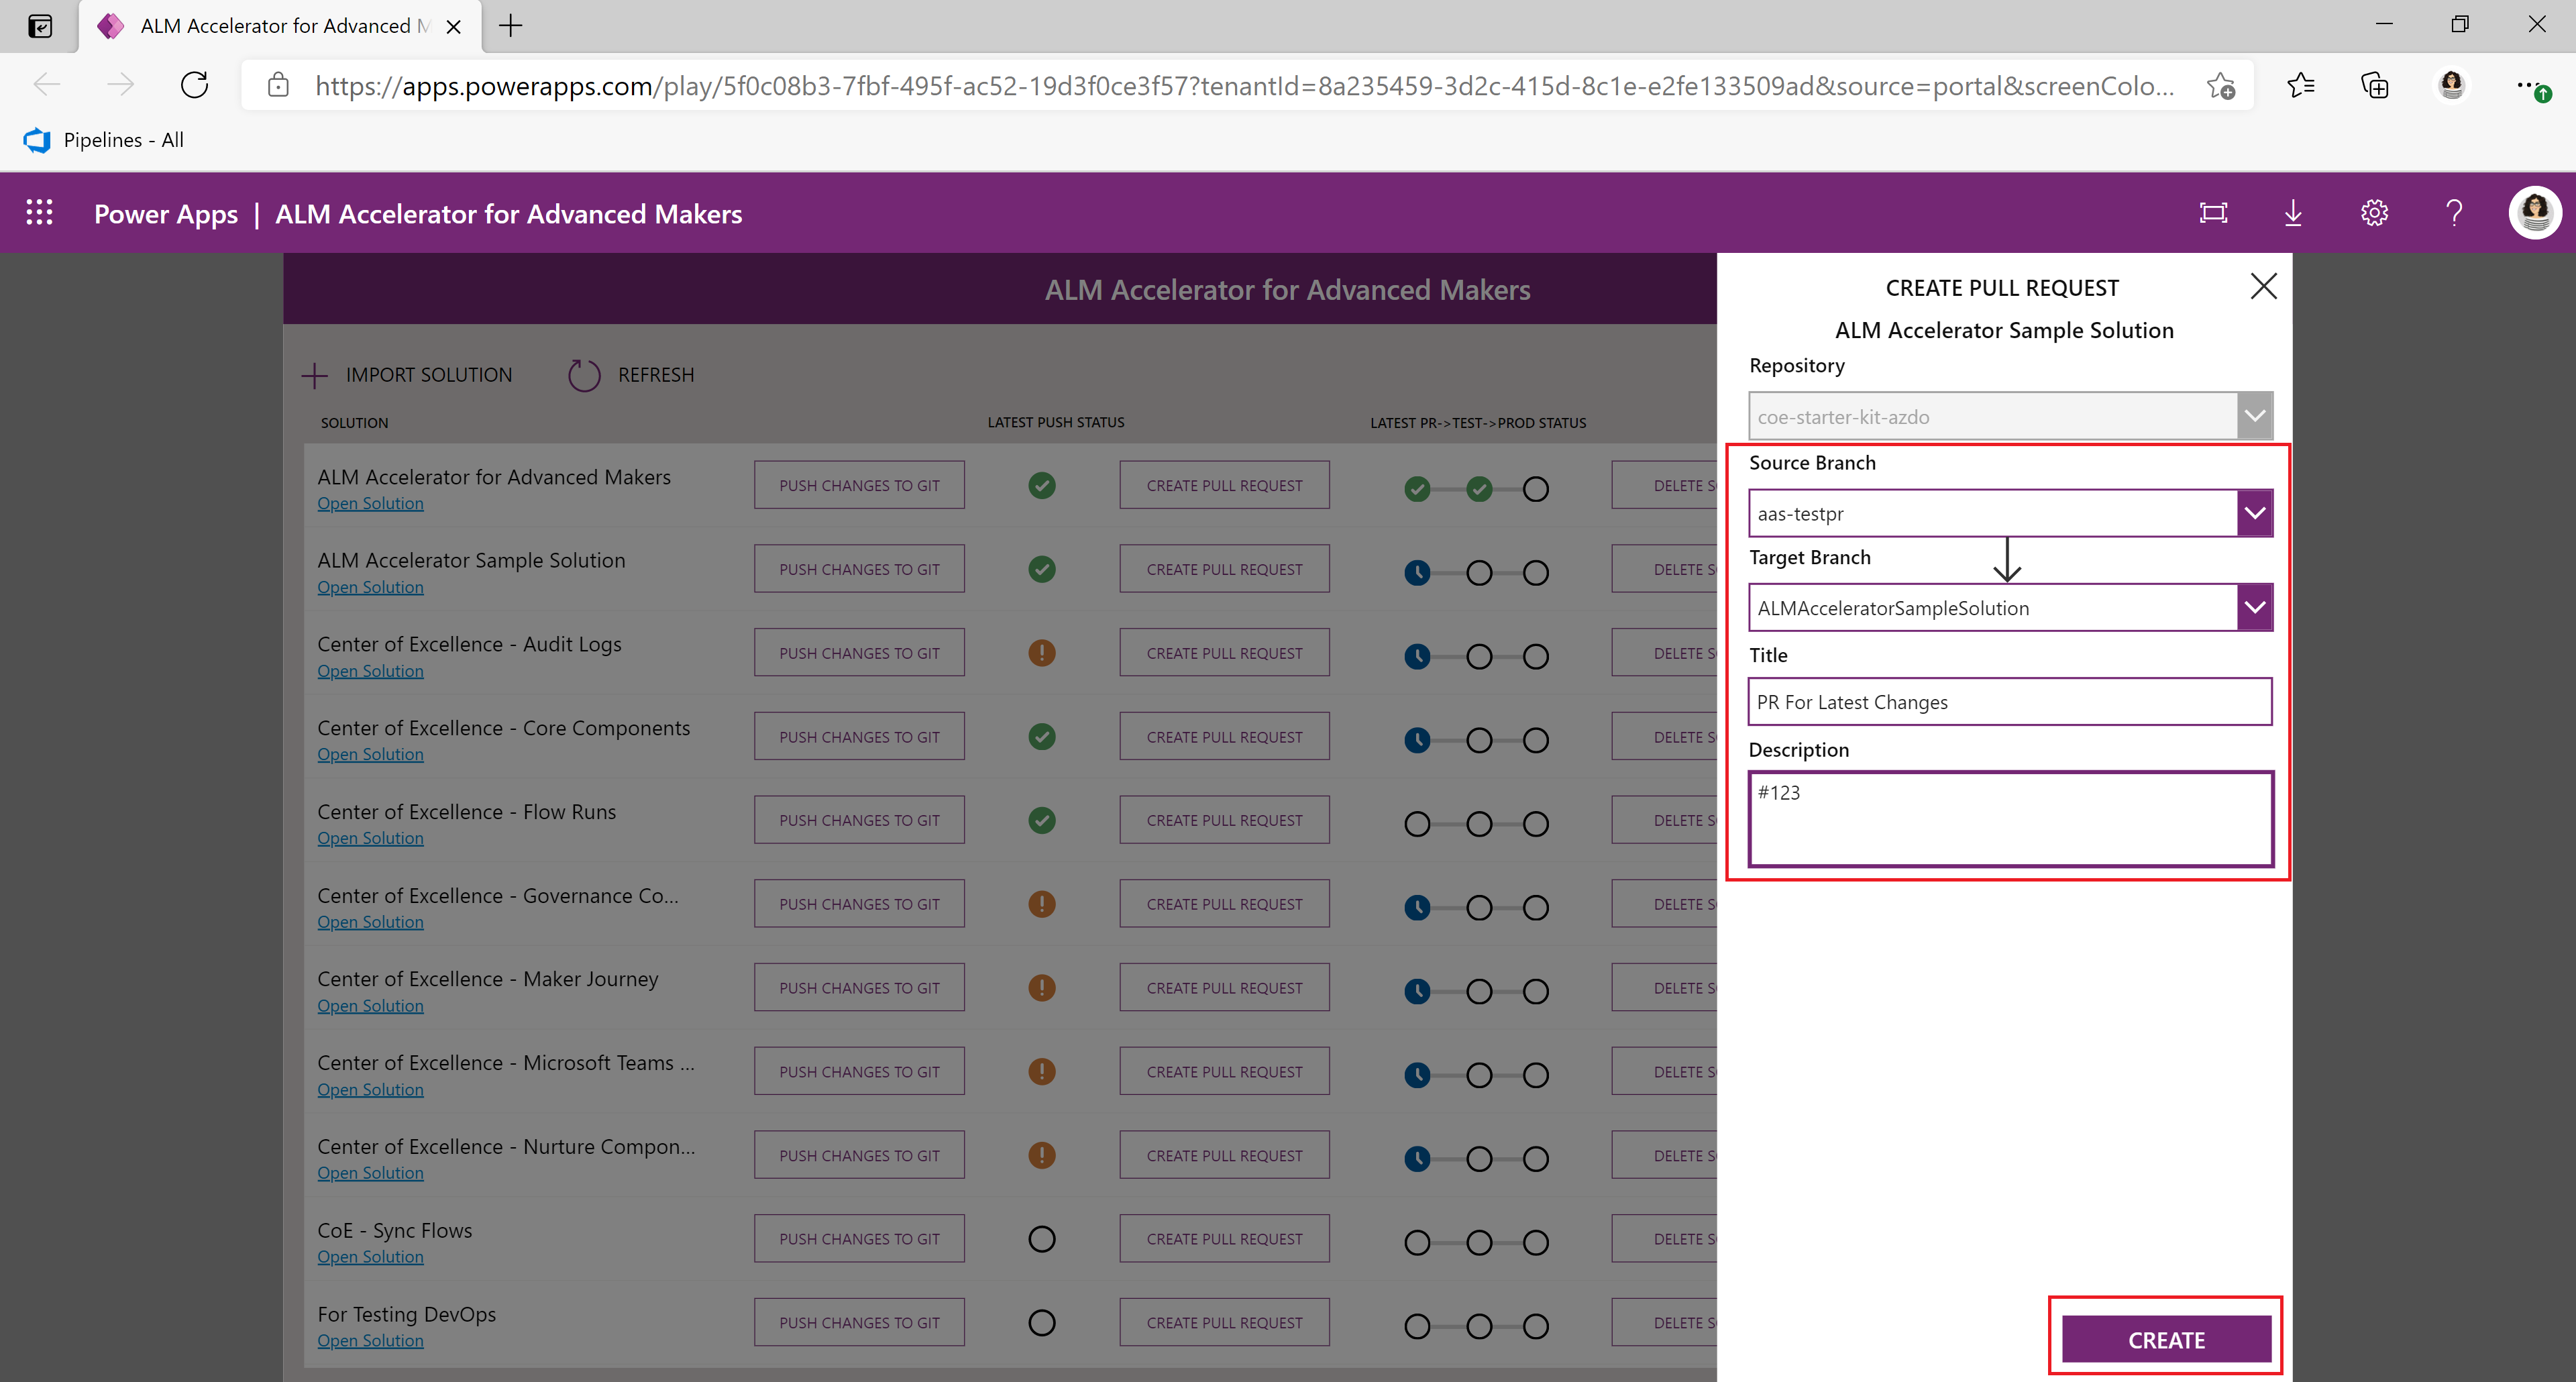 ALM Accelerator for Advanced M
https://apps.powerapps.com/play/5f0c08b3-7fbf-495f-ac52-19d3f0ce3f57?tenantId=8a235459-3d2c-415d-8c1e-e2fe133509ad&source=portal&screenColo...
Pipelines - All
Power Apps | ALM Accelerator for Advanced Makers
ALM Accelerator for Advanced Makers
IMPORT SOLUTION REFRESH
SOLUTION LATEST PUSH STATUS LATEST PR->TEST->PROD STATUS
ALM Accelerator for Advanced Makers
Open Solution
PUSH CHANGES TO GIT CREATE PULL REQUEST DELETE S
ALM Accelerator Sample Solution
Open Solution
PUSH CHANGES TO GIT CREATE PULL REQUEST DELETE S
Center of Excellence - Audit Logs
Open Solution
PUSH CHANGES TO GIT CREATE PULL REQUEST DELETE S
Center of Excellence - Core Components
Open Solution
PUSH CHANGES TO GIT CREATE PULL REQUEST DELETE S
Center of Excellence - Flow Runs
Open Solution
PUSH CHANGES TO GIT CREATE PULL REQUEST DELETE S
Center of Excellence - Governance Co...
Open Solution
PUSH CHANGES TO GIT CREATE PULL REQUEST DELETE S
Center of Excellence - Maker Journey
Open Solution
PUSH CHANGES TO GIT CREATE PULL REQUEST DELETE S
Center of Excellence - Microsoft Teams ...
Open Solution
PUSH CHANGES TO GIT CREATE PULL REQUEST DELETE S
Center of Excellence - Nurture Compon...
Open Solution
PUSH CHANGES TO GIT CREATE PULL REQUEST DELETE S
CoE - Sync Flows
Open Solution
PUSH CHANGES TO GIT CREATE PULL REQUEST DELETE S
For Testing DevOps
Open Solution
PUSH CHANGES TO GIT CREATE PULL REQUEST DELETE S
CREATE PULL REQUEST
ALM Accelerator Sample Solution
Repository
coe-starter-kit-azdo
Source Branch
aas-testpr
Target Branch
ALMAcceleratorSampleSolution
Title
PR For Latest Changes
Description
#123
CREATE